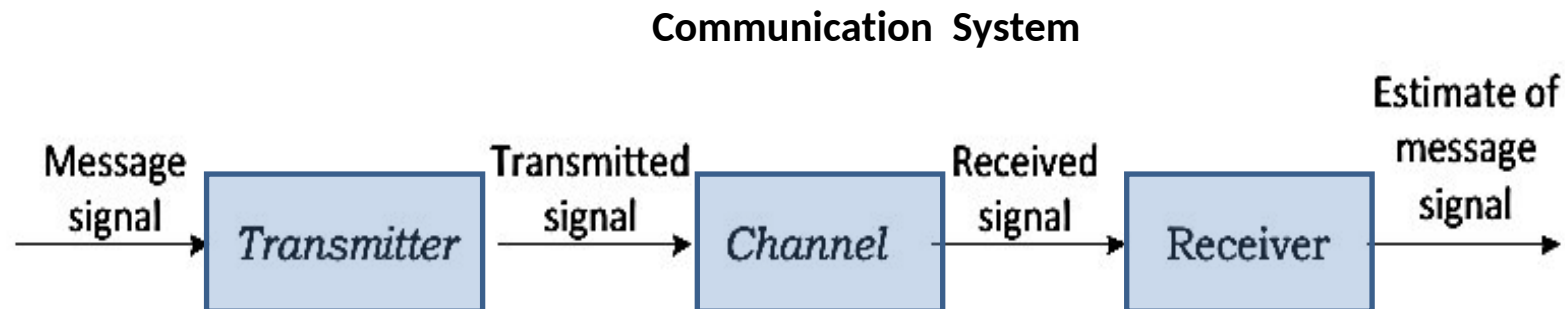 Communication System
Message
signal
Transmitter
Transmitted
signal
Channel
Received
signal
Receiver
Estimate of
message
signal